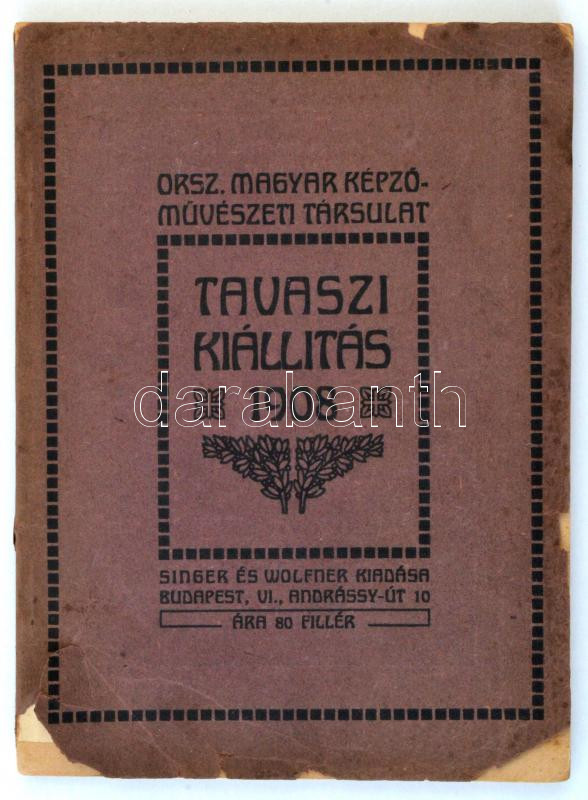 ORSZ. MAGYAR KÉPZŐ-
MŰVÉSZETI TÁRSULAT
TAVASZI
KIÁLLITÁS
1908
darabanth
SINGER ÉS WOLFNER KIADÁSA
BUDAPEST, VI., ANDRÁSSY-ÚT 10
ÁRA 80 FILLÉR